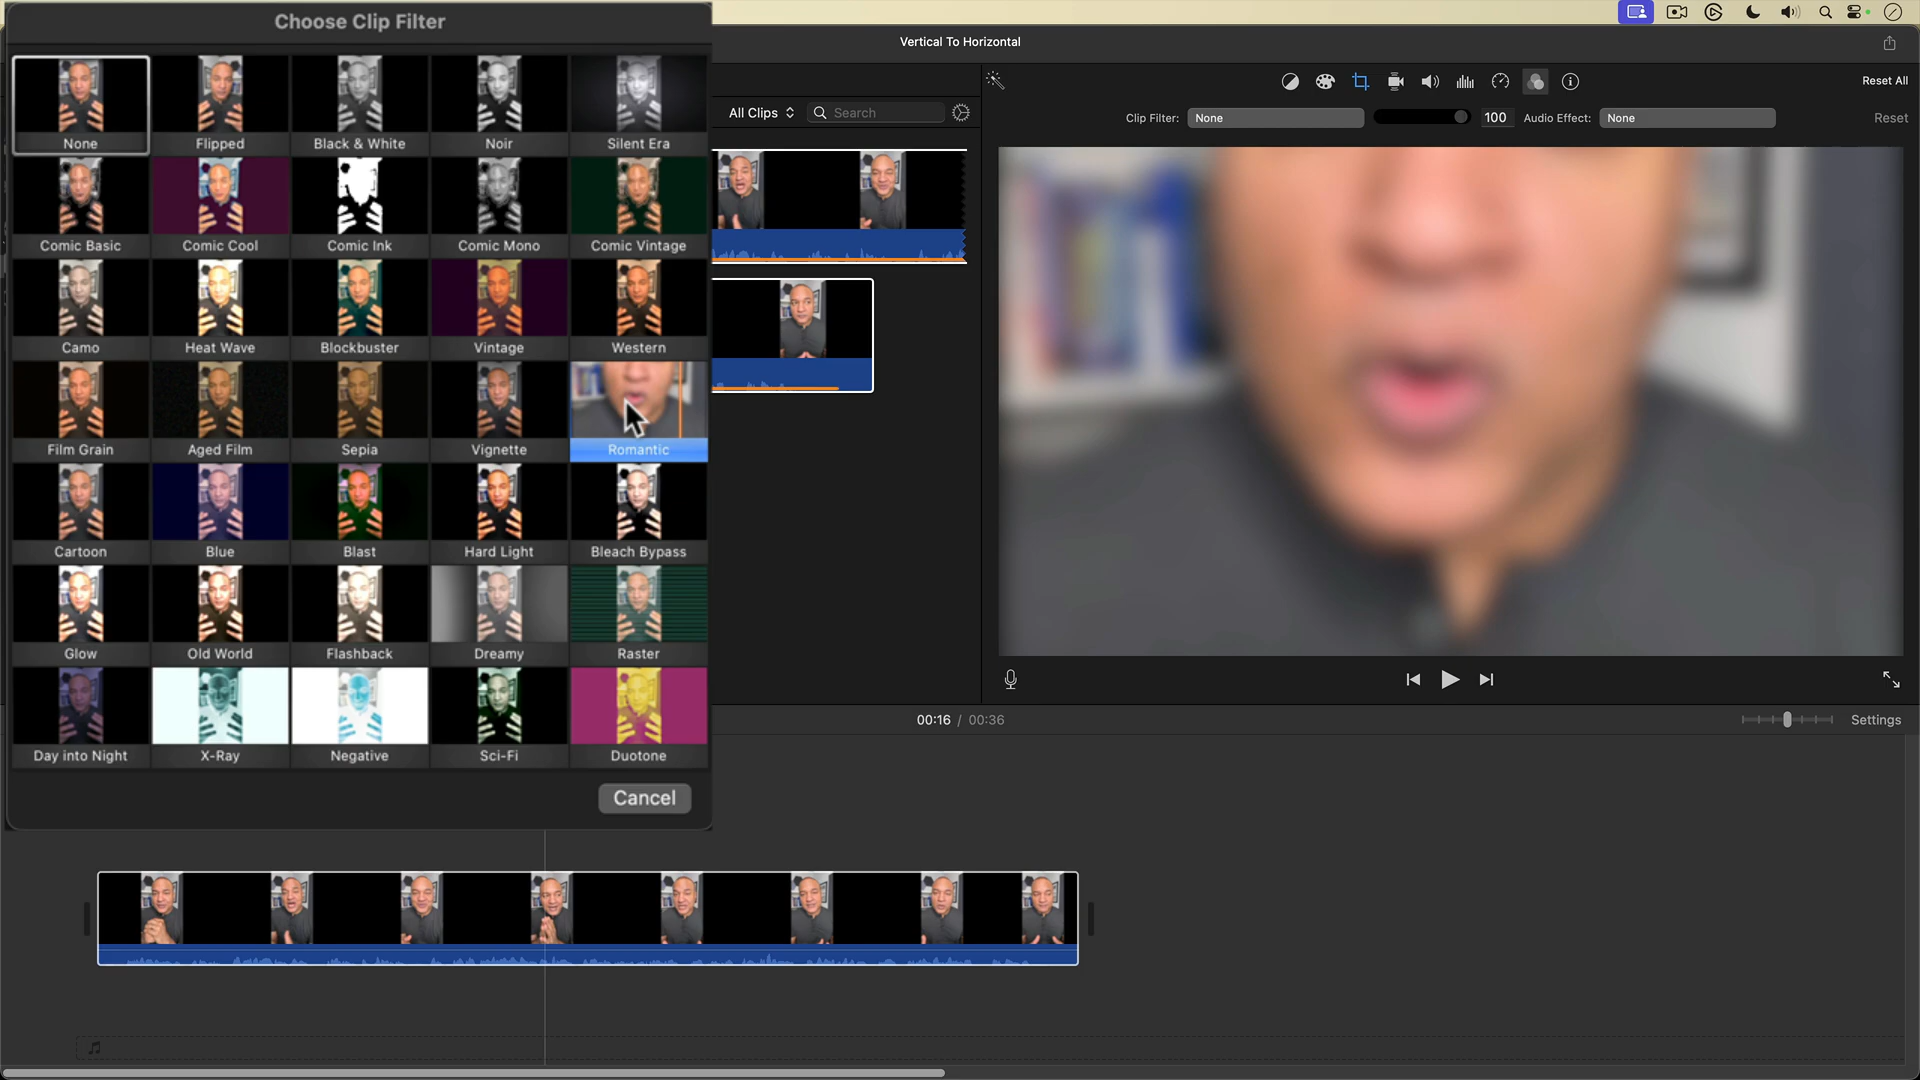 Choose Clip Filter
Vertical To Horizontal
Reset All
All Clips
Search
Clip Filter:
None
100
Audio Effect:
None
Reset
None
Flipped
Black & White
Noir
Silent Era
Comic Basic
Comic Cool
Comic Ink
Comic Mono
Comic Vintage
Camo
Heat Wave
Blockbuster
Vintage
Western
Film Grain
Aged Film
Sepia
Vignette
Romantic
Cartoon
Blue
Blast
Hard Light
Bleach Bypass
Glow
Old World
Flashback
Dreamy
Raster
Day into Night
X-Ray
Negative
Sci-Fi
Duotone
Cancel
00:16 / 00:36
Settings